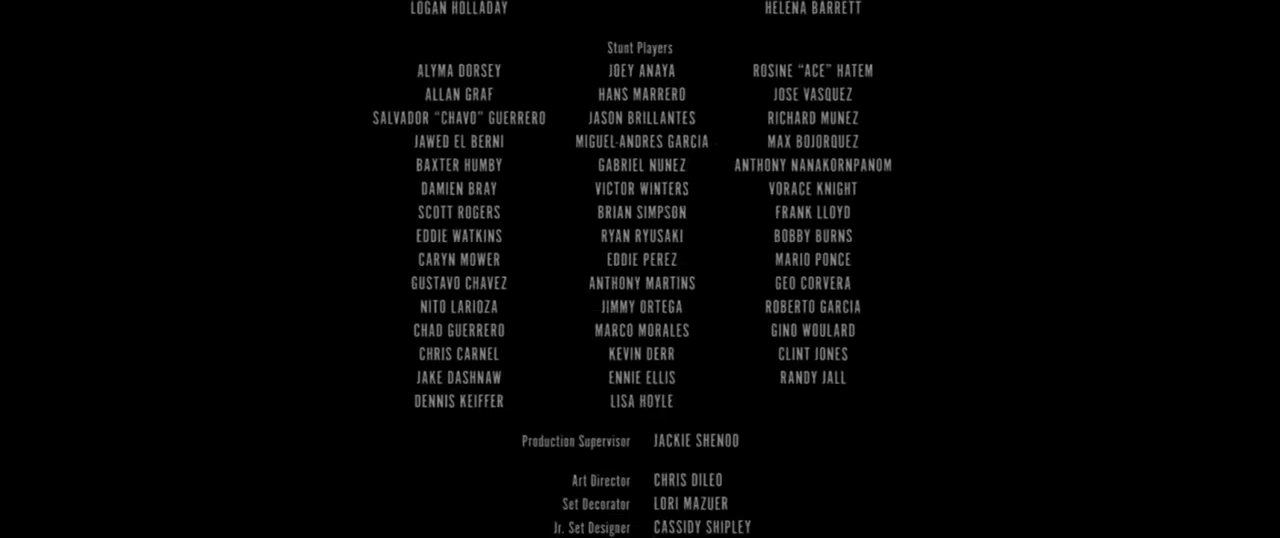 LOGAN HOLLADAY HELENA BARRETT
Stunt Players
ALYMA DORSEY JOEY ANAYA ROSINE “ACE” HATEM
ALLAN GRAF HANS MARRERO JOSE VASQUEZ
SALVADOR “CHAVO” GUERRERO JASON BRILLANTES RICHARD MUNEZ
JAWED EL BERNI MIGUEL-ANDRES GARCIA MAX BOJORQUEZ
BAXTER HUMBY GABRIEL NUNEZ ANTHONY NANAKORNPANOM
DAMIEN BRAY VICTOR WINTERS VORACE KNIGHT
SCOTT ROGERS BRIAN SIMPSON FRANK LLOYD
EDDIE WATKINS RYAN RYUSAKI BOBBY BURNS
CARYN MOWER EDDIE PEREZ MARIO PONCE
GUSTAVO CHAVEZ ANTHONY MARTINS GEO CORVERA
NITO LARIOZA JIMMY ORTEGA ROBERTO GARCIA
CHAD GUERRERO MARCO MORALES GINO WOULARD
CHRIS CARNEL KEVIN DERR CLINT JONES
JAKE DASHNAW ENNIE ELLIS RANDY JALL
DENNIS KEIFFER LISA HOYLE
Production Supervisor JACKIE SHENOO
Art Director CHRIS DILEO
Set Decorator LORI MAZUER
Jr. Set Designer CASSIDY SHIPLEY